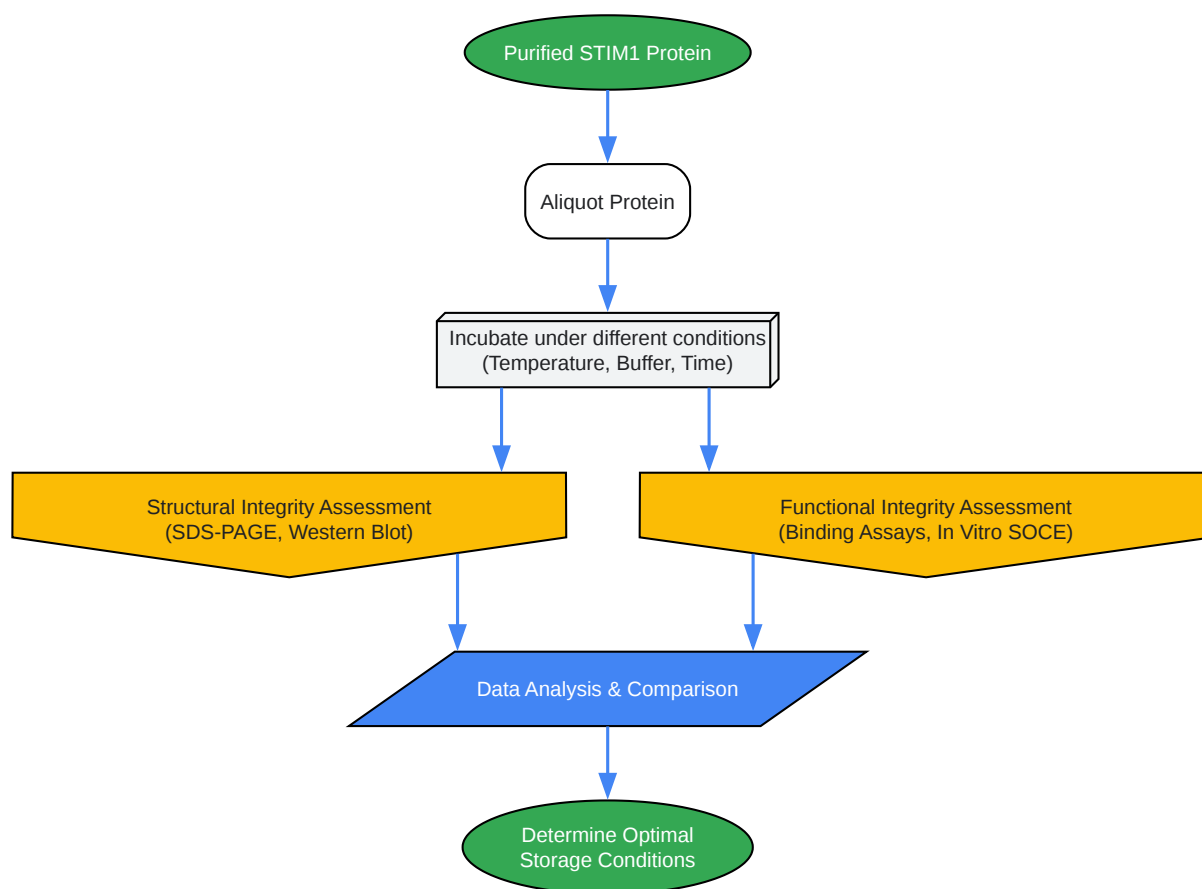 Purified STIM1 Protein
Aliquot Protein
Incubate under different conditions
(Temperature, Buffer, Time)
Structural Integrity Assessment
(SDS-PAGE, Western Blot)
Functional Integrity Assessment
(Binding Assays, In Vitro SOCE)
Data Analysis & Comparison
Determine Optimal
Storage Conditions